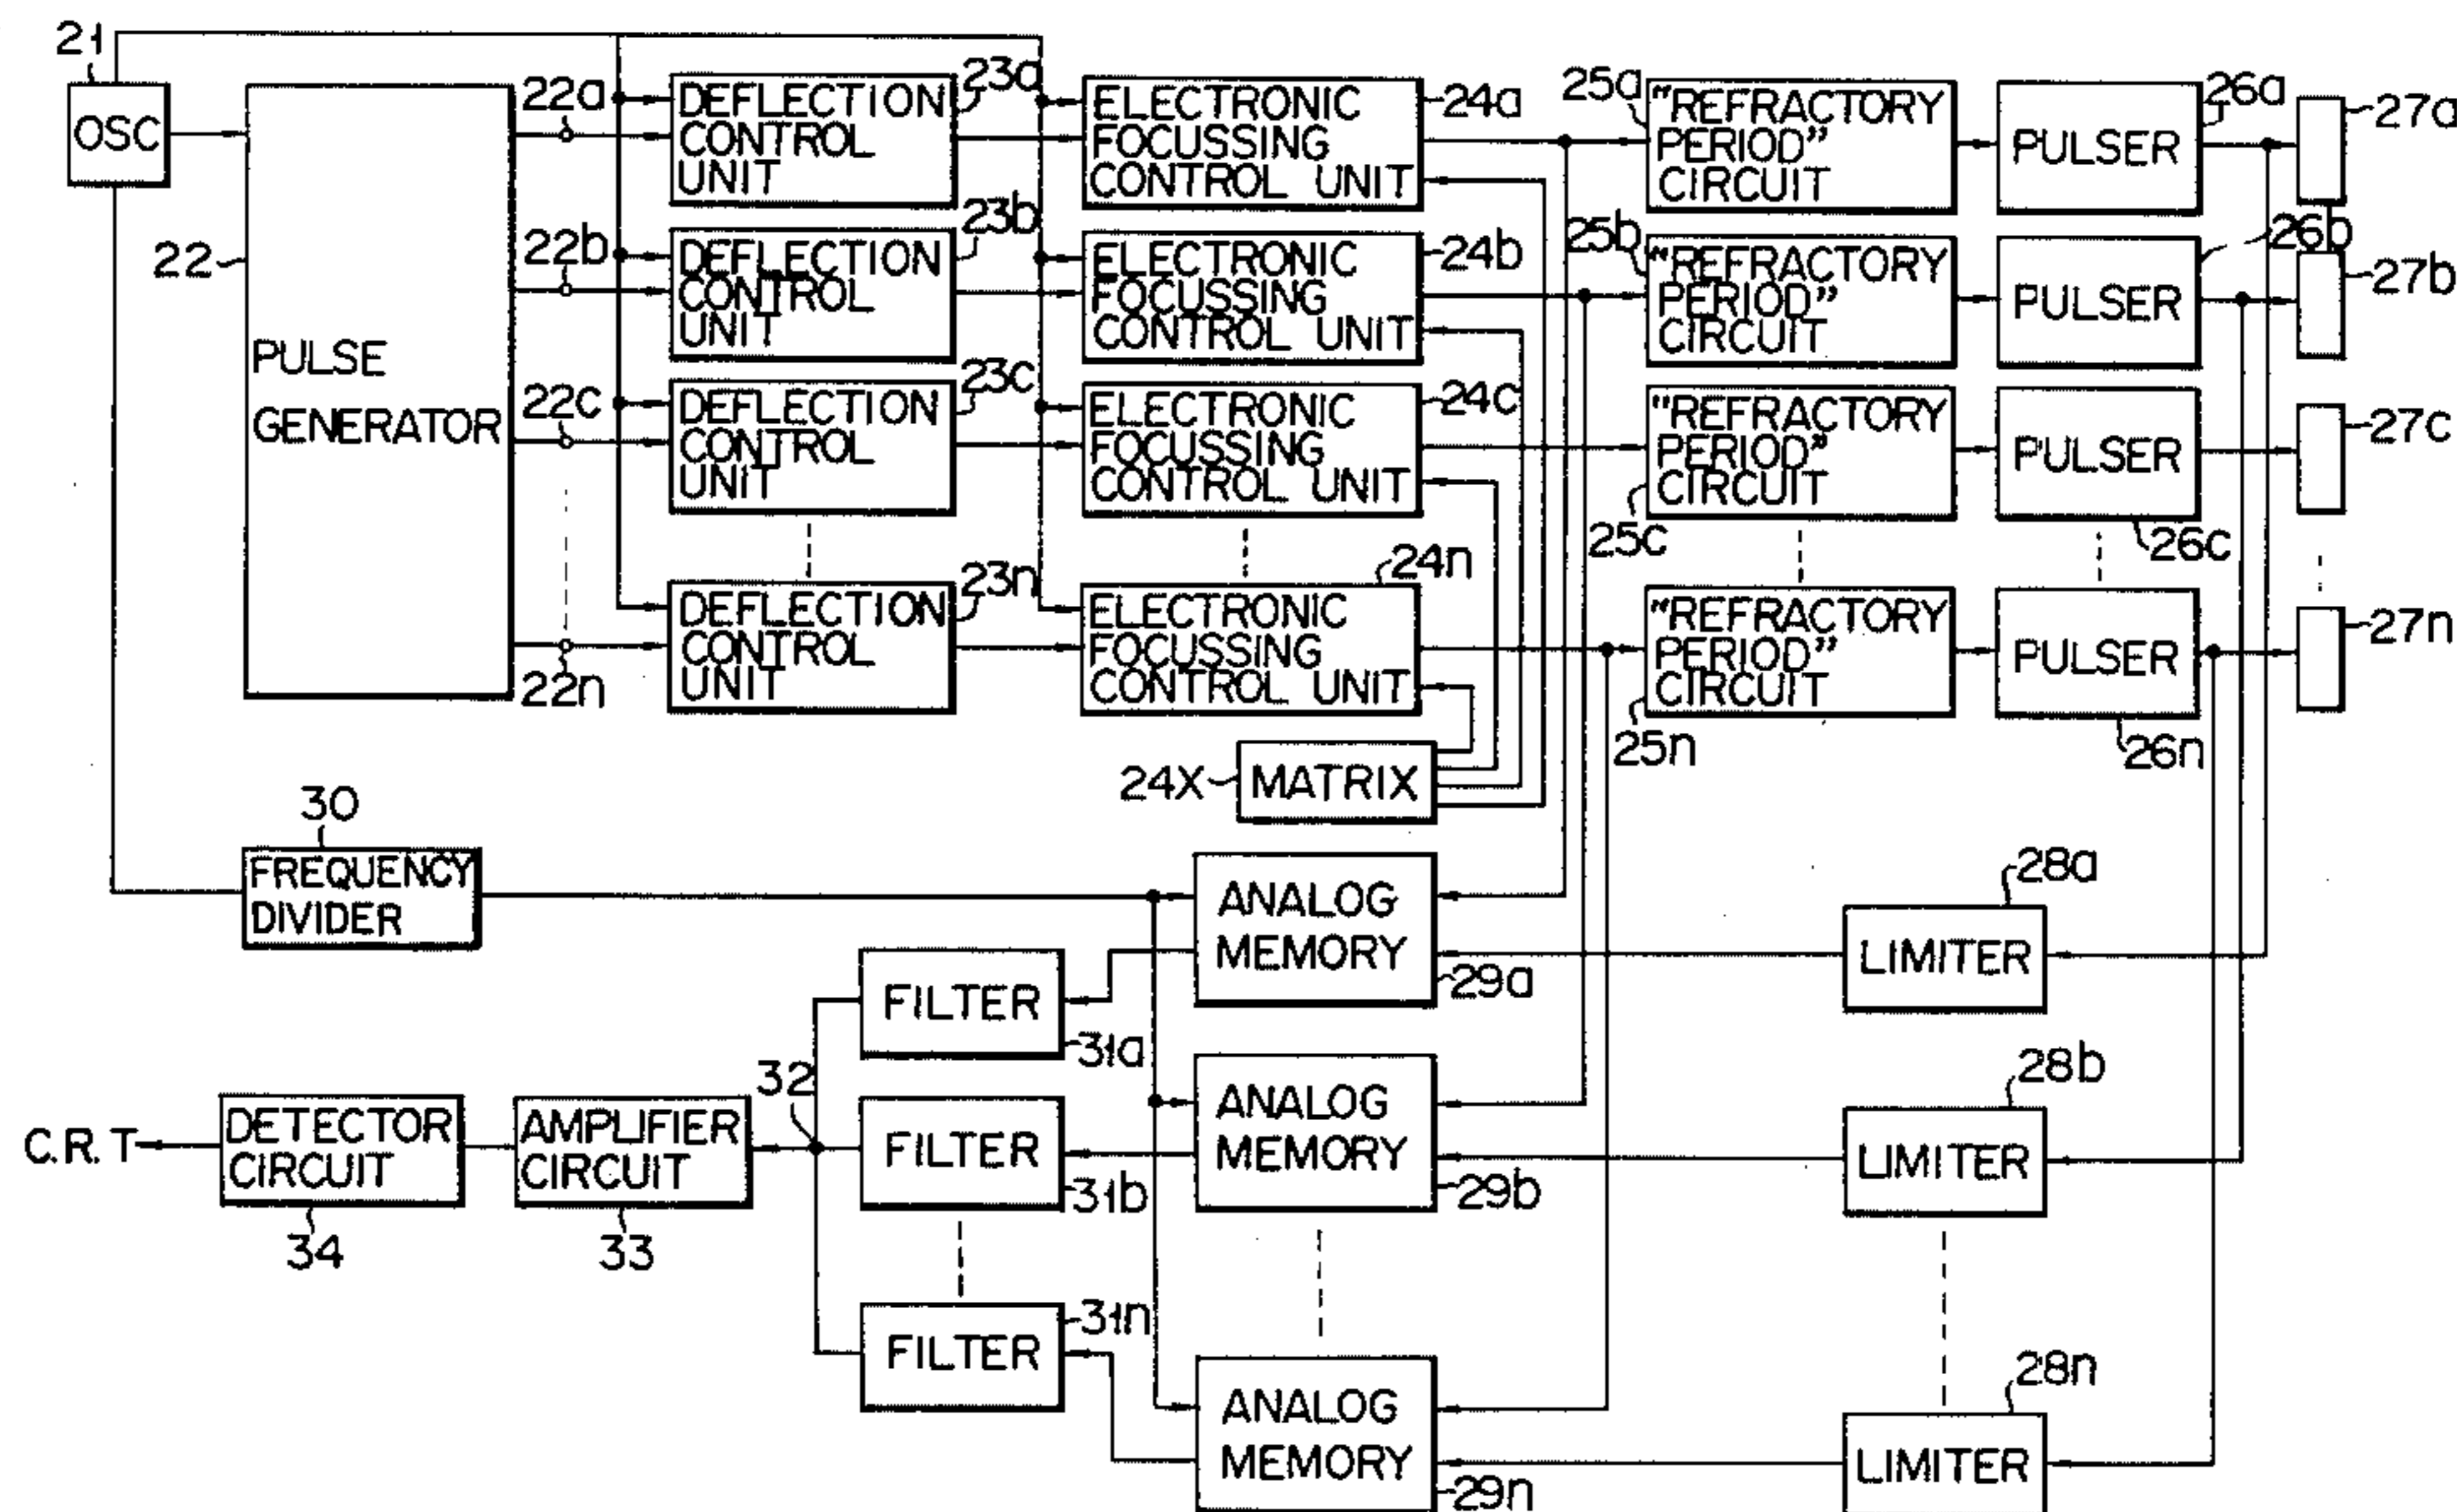 21
OSC
22
PULSE
GENERATOR
22a
22b
22c
22n
DEFLECTION
CONTROL
UNIT
23a
DEFLECTION
CONTROL
UNIT
23b
DEFLECTION
CONTROL
UNIT
23c
DEFLECTION
CONTROL
UNIT
23n
ELECTRONIC
FOCUSSING
CONTROL UNIT
24a
ELECTRONIC
FOCUSSING
CONTROL UNIT
24b
ELECTRONIC
FOCUSSING
CONTROL UNIT
24c
ELECTRONIC
FOCUSSING
CONTROL UNIT
24n
24X
MATRIX
25a
"REFRACTORY
PERIOD"
CIRCUIT
25b
"REFRACTORY
PERIOD"
CIRCUIT
"REFRACTORY
PERIOD"
CIRCUIT
25c
"REFRACTORY
PERIOD"
CIRCUIT
25n
PULSER
26a
PULSER
26b
PULSER
26c
PULSER
26n
27a
27b
27c
27n
30
FREQUENCY
DIVIDER
ANALOG
MEMORY
29a
ANALOG
MEMORY
29b
ANALOG
MEMORY
29n
28a
LIMITER
28b
LIMITER
28n
LIMITER
FILTER
31a
FILTER
31b
31n
FILTER
32
AMPLIFIER
CIRCUIT
33
DETECTOR
CIRCUIT
34
C.R.T